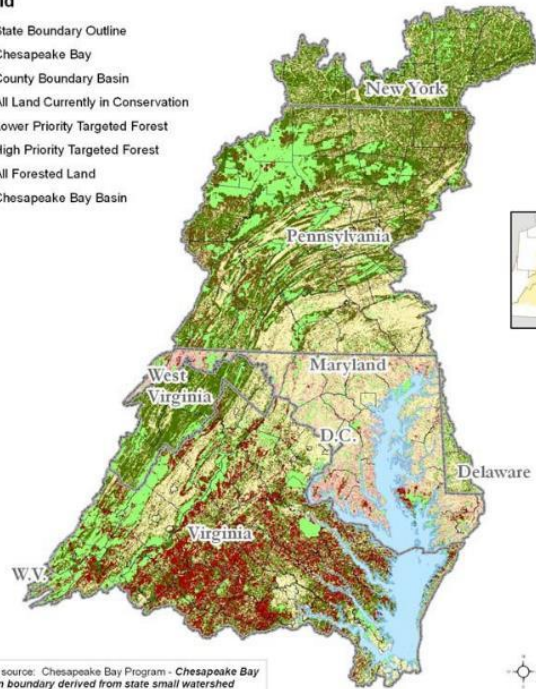 nd
State Boundary Outline
Chesapeake Bay
County Boundary Basin
All Land Currently in Conservation
Lower Priority Targeted Forest
High Priority Targeted Forest
All Forested Land
Chesapeake Bay Basin
New York
Pennsylvania
Maryland
West
Virginia
D.C.
Delaware
Virginia
W.V.
source: Chesapeake Bay Program - Chesapeake Bay
n boundary derived from state small watershed